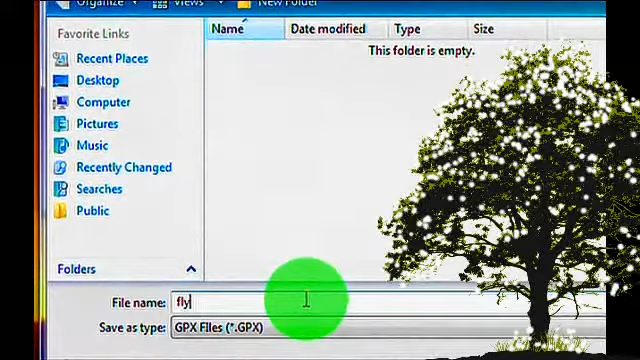 Organize Views New Folder
Favorite Links
Name Date modified Type Size
This folder is empty.
Recent Places
Desktop
Computer
Pictures
Music
Recently Changed
Searches
Public
Folders
File name: fly
Save as type: GPX Files (*.GPX)